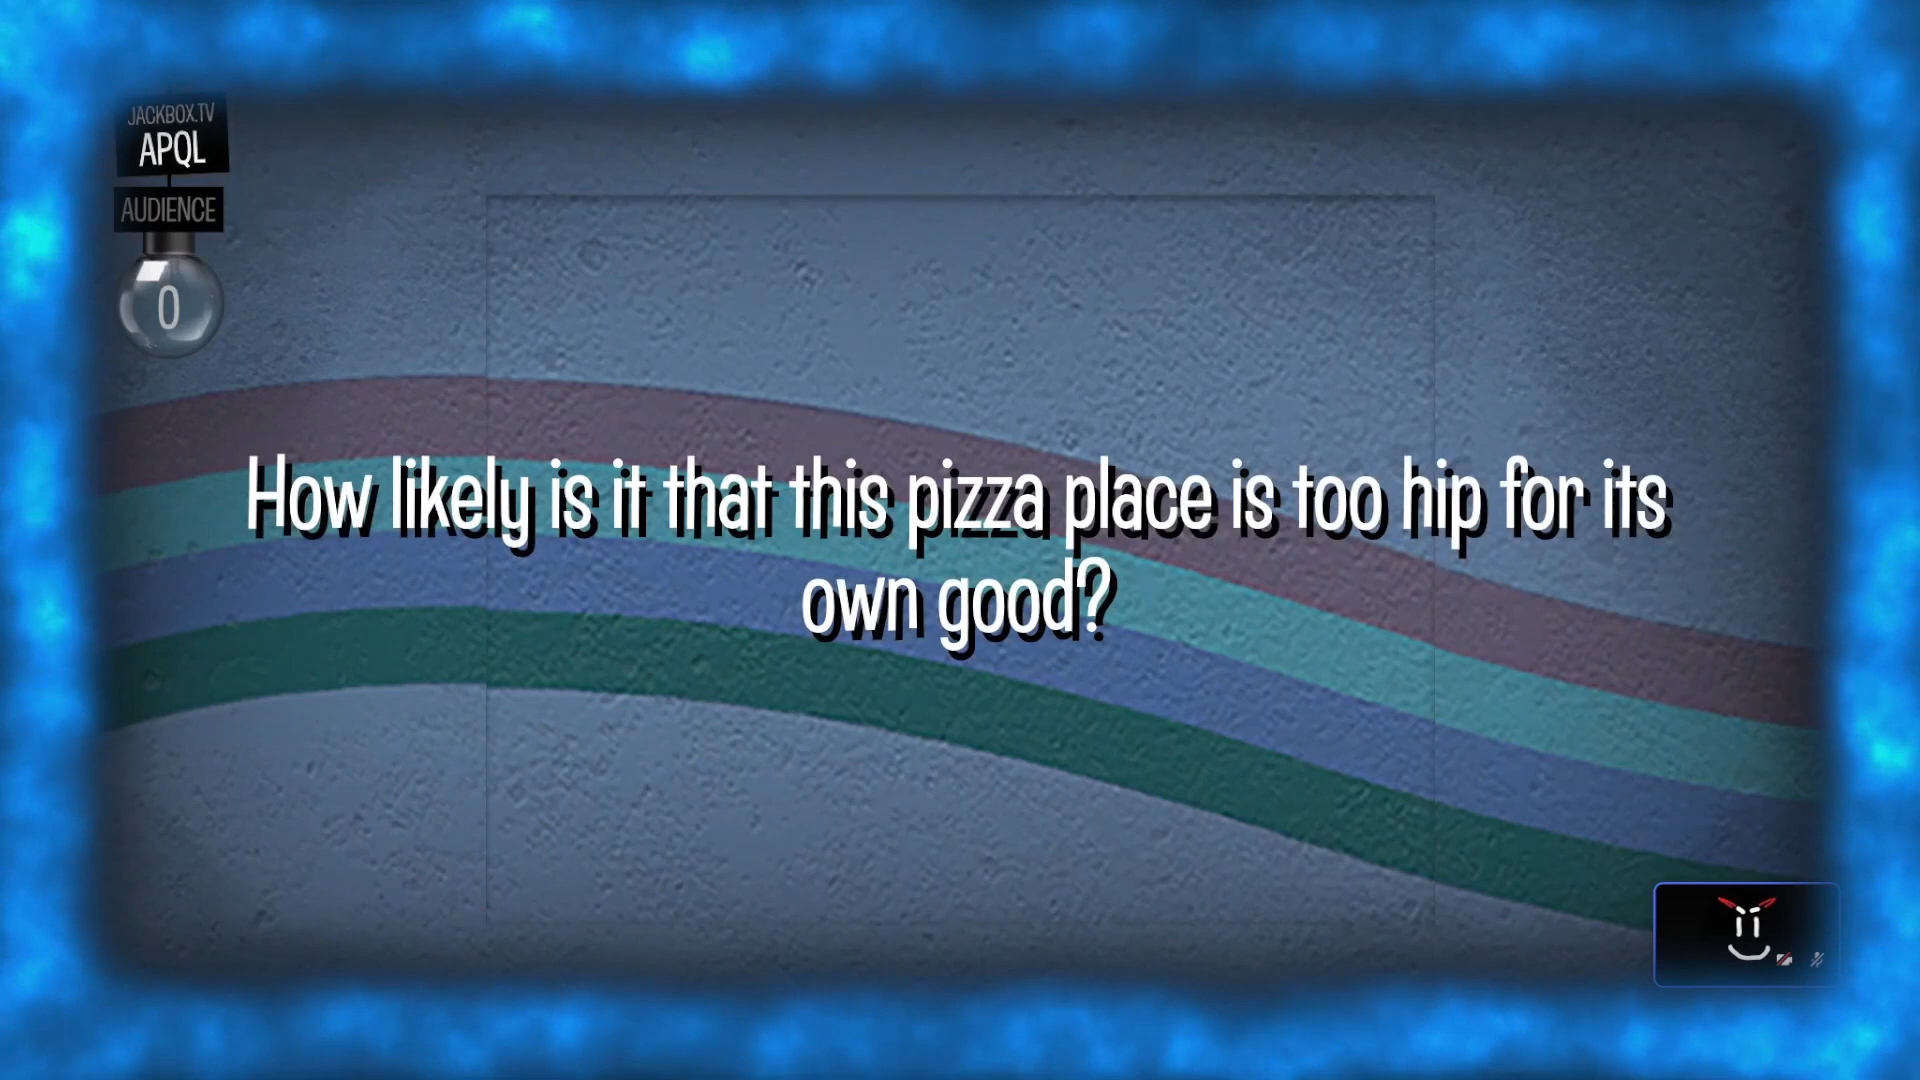 JACKBOX.TV
APQL
AUDIENCE
0
How likely is it that this pizza place is too hip for its
own good?